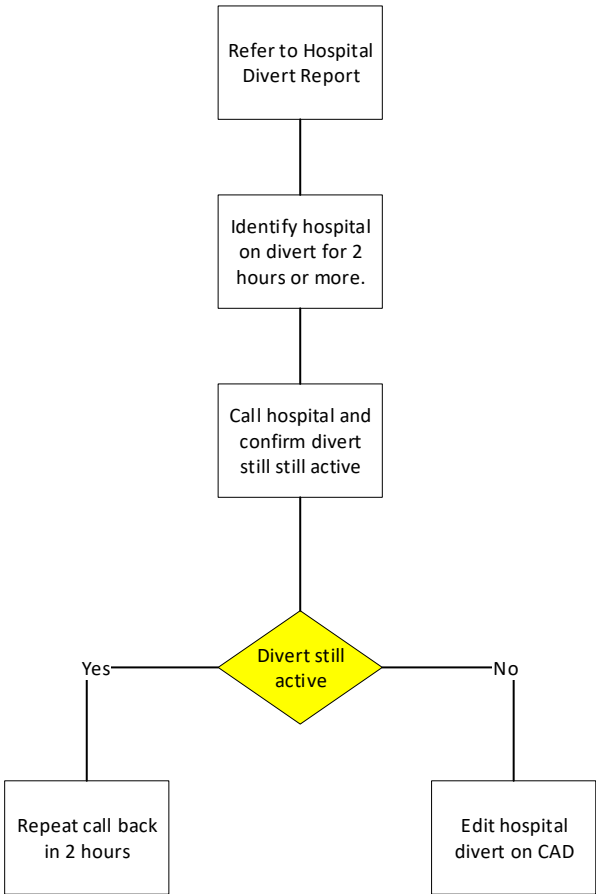 Refer to Hospital
Divert Report
Identify hospital
on divert for 2
hours or more.
Call hospital and
confirm divert
still still active
Divert still
active
Yes
No
Repeat call back
in 2 hours
Edit hospital
divert on CAD